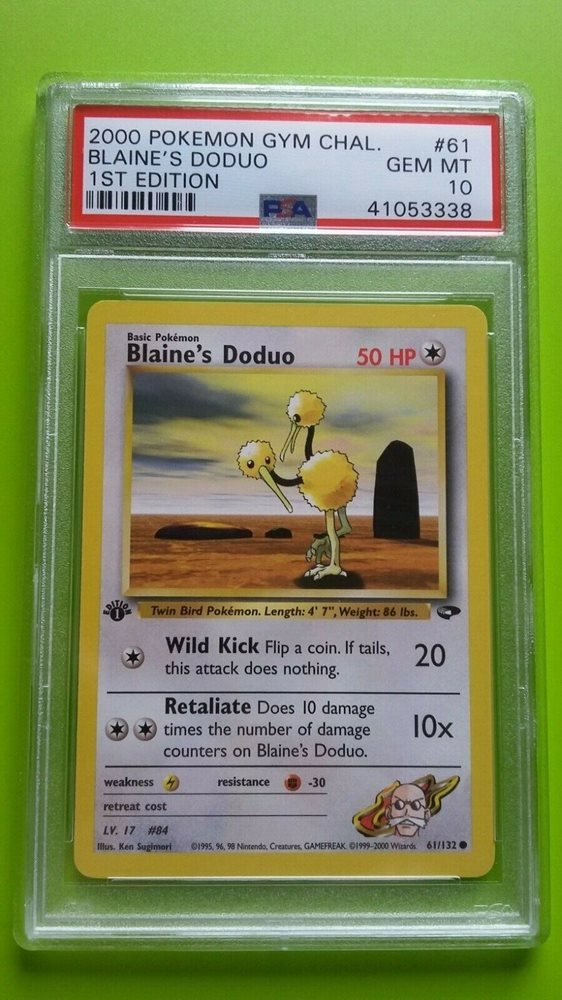 2000 POKEMON GYM CHAL. #61
BLAINE'S DODUO GEM MT
1ST EDITION 10
PSA 41053338
Basic Pokémon
Blaine's Doduo 50 HP
EDITION 1
Twin Bird Pokémon. Length: 4' 7", Weight: 86 lbs.
Wild Kick Flip a coin. If tails, 20
this attack does nothing.
Retaliate Does 10 damage
times the number of damage 10x
counters on Blaine's Doduo.
weakness resistance -30
retreat cost
LV. 17 #84
Illus. Ken Sugimori ©1995, 96, 98 Nintendo, Creatures, GAMEFREAK. ©1999-2000 Wizards. 61/132